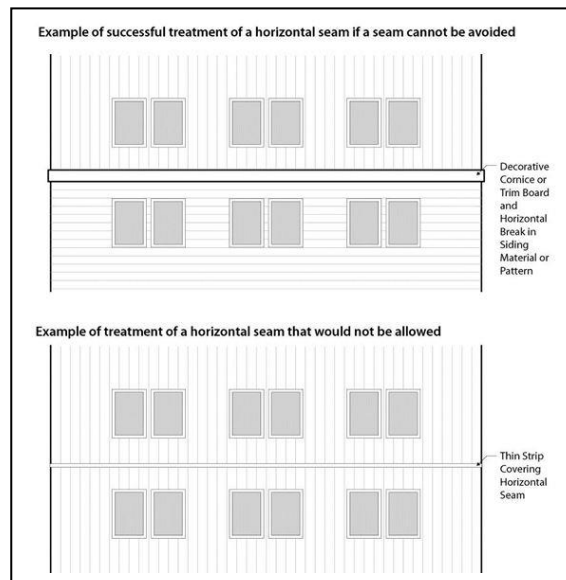 Example of successful treatment of a horizontal seam if a seam cannot be avoided
Decorative
Cornice or
Trim Board
and
Horizontal
Break in
Siding
Material or
Pattern
Example of treatment of a horizontal seam that would not be allowed
Thin Strip
Covering
Horizontal
Seam